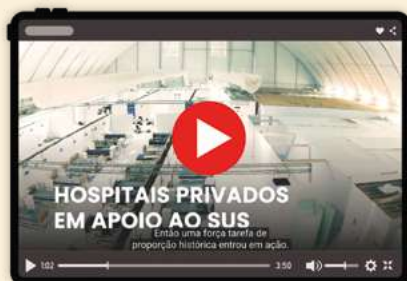 HOSPITAIS PRIVADOS
EM APOIO AO SUS
Então uma força tarefa de
proporção histórica entrou em ação.
1:02
3:50